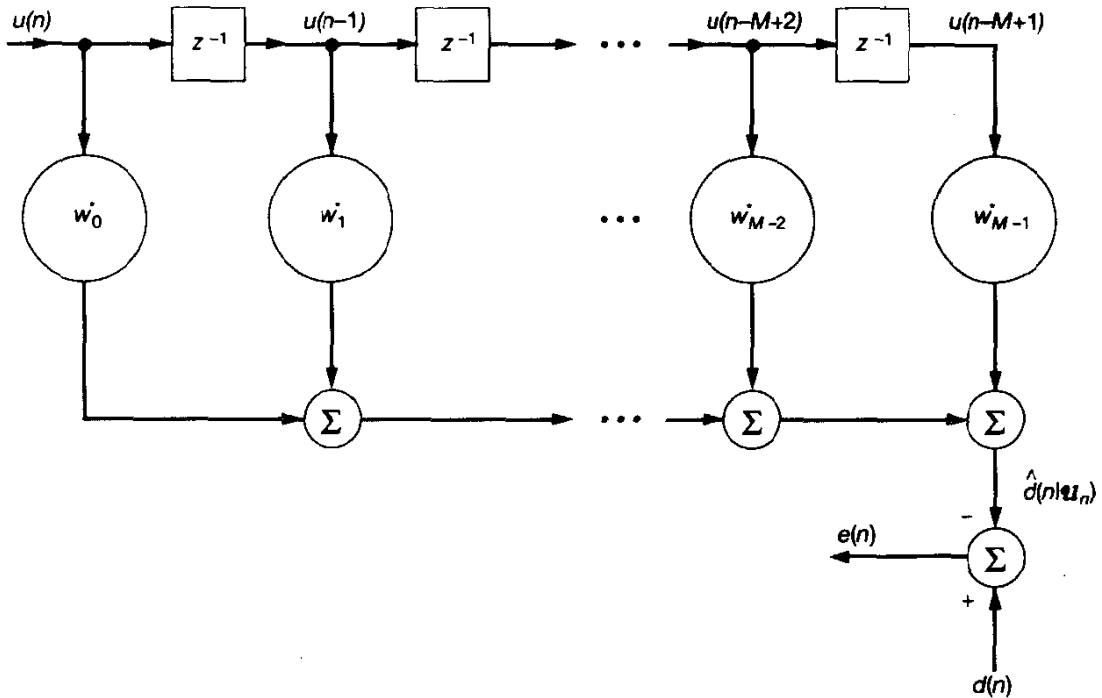 u(n) u(n–1) u(n–M+2) u(n–M+1)
z⁻¹ z⁻¹ ••• z⁻¹
w*₀ w*₁ ••• w*_{M–2} w*_{M–1}
Σ ••• Σ Σ
d̂(n|𝒰ₙ)
–
e(n) Σ
+
d(n)